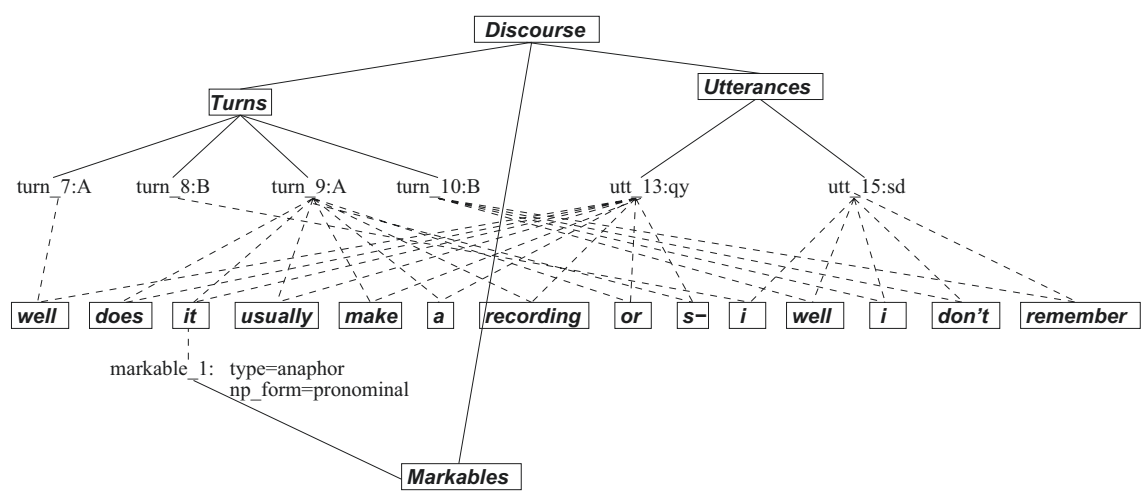 Discourse
Utterances
Turns
turn_7:A turn_8:B turn_9:A turn_10:B utt_13:qy utt_15:sd
well does it usually make a recording or s− i well i don't remember
markable_1: type=anaphor
np_form=pronominal
Markables